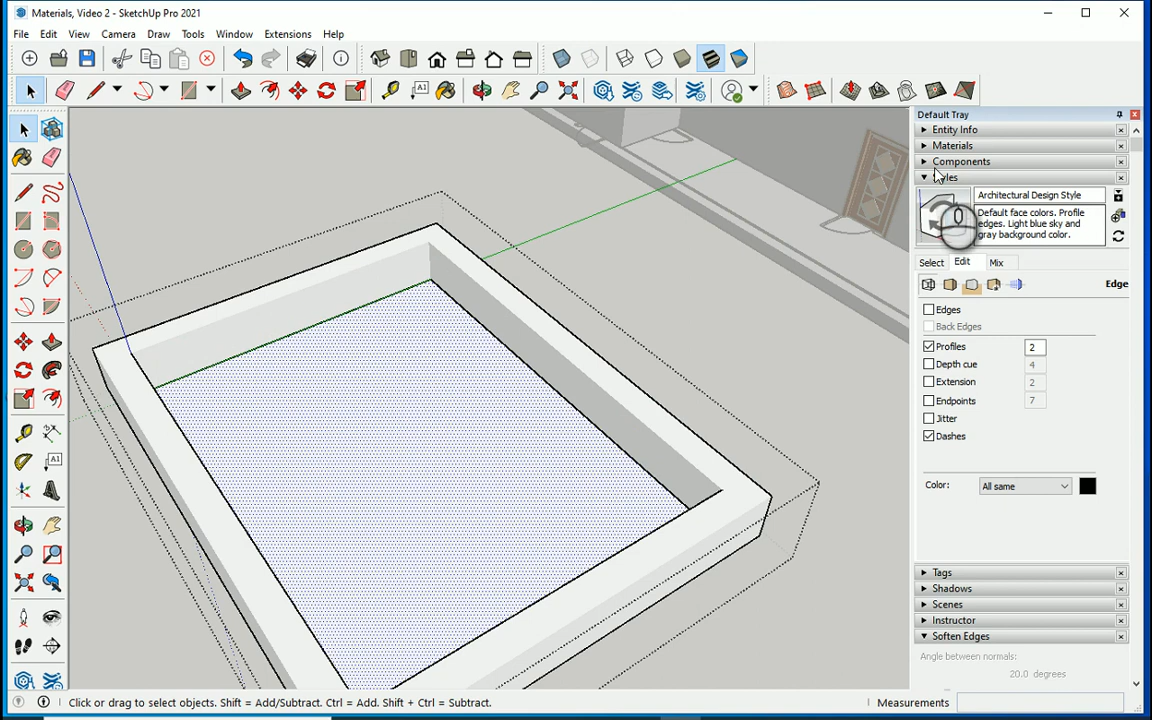 Materials, Video 2 - SketchUp Pro 2021
File Edit View Camera Draw Tools Window Extensions Help
A1
Default Tray
Entity Info
Materials
Components
Architectural Design Style
Default face colors. Profile
edges. Light blue sky and
gray background color.
Select Edit Mix
Edge
Edges
Back Edges
Profiles 2
Depth cue 4
Extension 2
Endpoints 7
Jitter
Dashes
Color: All same
A1
Tags
Shadows
Scenes
Instructor
Soften Edges
Angle between normals:
20.0 degrees
Click or drag to select objects. Shift = Add/Subtract. Ctrl = Add. Shift + Ctrl = Subtract.
Measurements